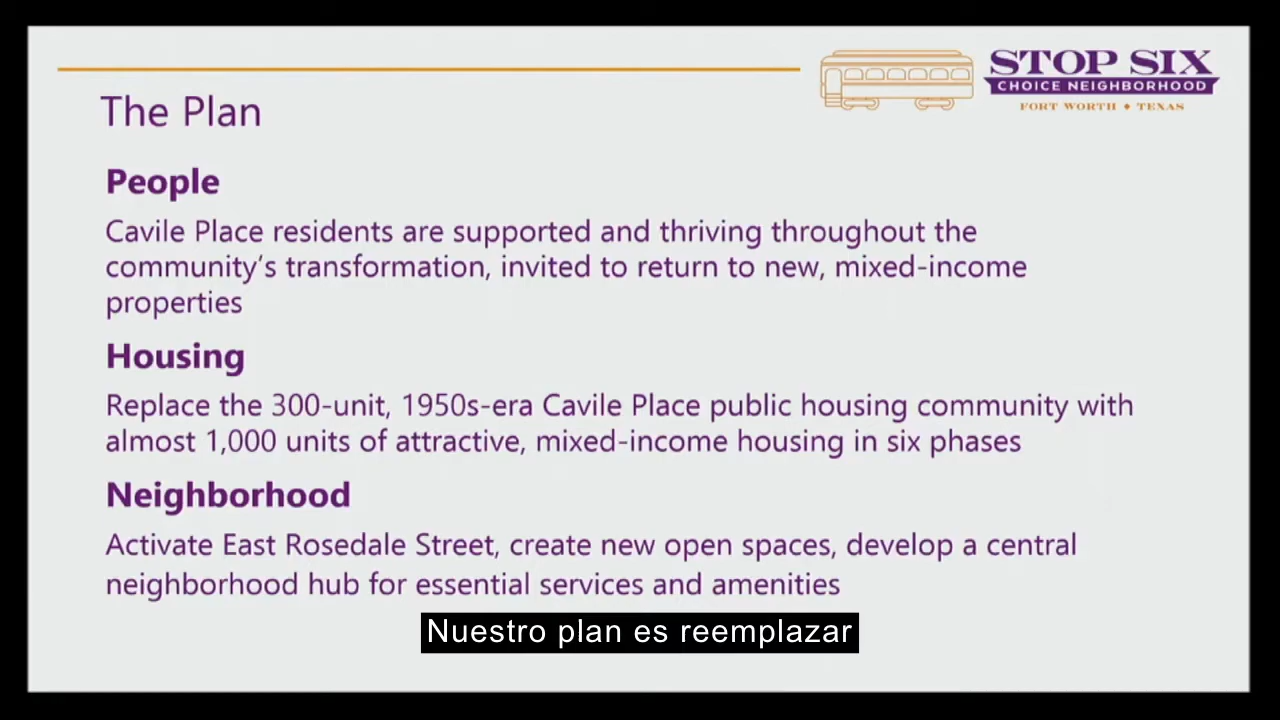 STOP SIX
CHOICE NEIGHBORHOOD
FORT WORTH ♦ TEXAS
The Plan
People
Cavile Place residents are supported and thriving throughout the
community's transformation, invited to return to new, mixed-income
properties
Housing
Replace the 300-unit, 1950s-era Cavile Place public housing community with
almost 1,000 units of attractive, mixed-income housing in six phases
Neighborhood
Activate East Rosedale Street, create new open spaces, develop a central
neighborhood hub for essential services and amenities
Nuestro plan es reemplazar